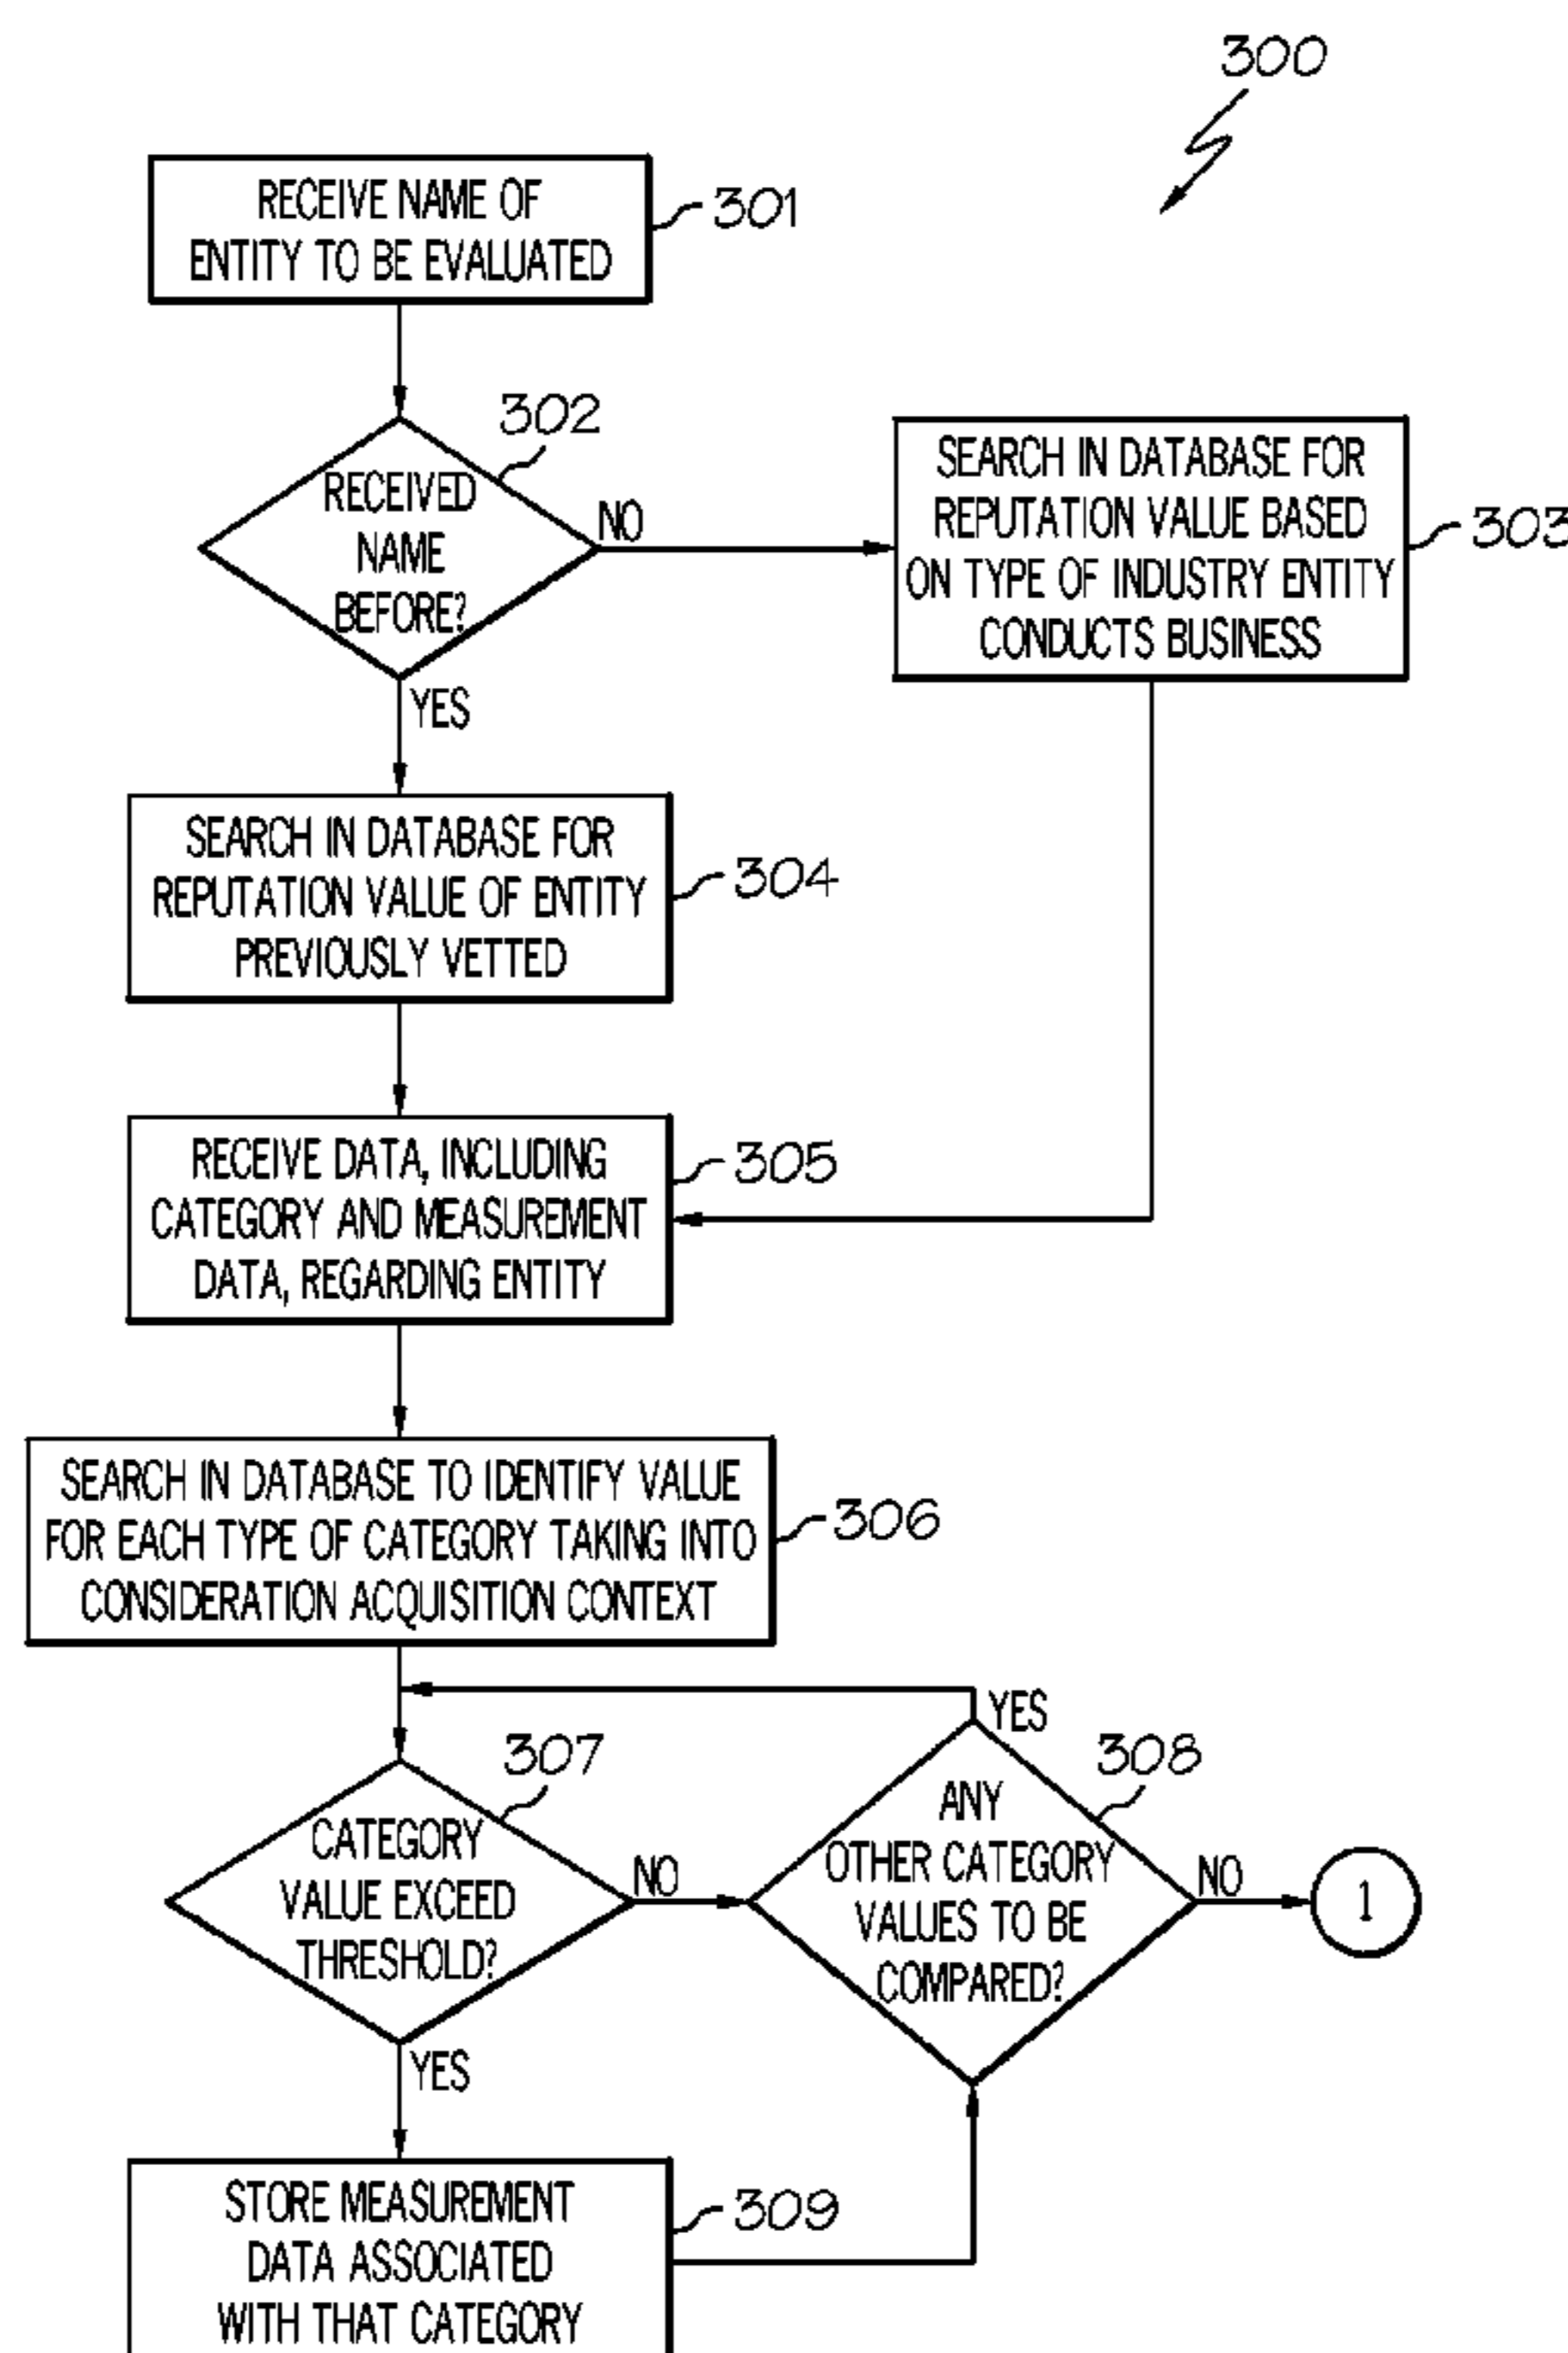 300
RECEIVE NAME OF
ENTITY TO BE EVALUATED
301
302
RECEIVED
NAME
BEFORE?
NO
YES
SEARCH IN DATABASE FOR
REPUTATION VALUE BASED
ON TYPE OF INDUSTRY ENTITY
CONDUCTS BUSINESS
303
SEARCH IN DATABASE FOR
REPUTATION VALUE OF ENTITY
PREVIOUSLY VETTED
304
RECEIVE DATA, INCLUDING
CATEGORY AND MEASUREMENT
DATA, REGARDING ENTITY
305
SEARCH IN DATABASE TO IDENTIFY VALUE
FOR EACH TYPE OF CATEGORY TAKING INTO
CONSIDERATION ACQUISITION CONTEXT
306
307
CATEGORY
VALUE EXCEED
THRESHOLD?
NO
YES
YES
308
ANY
OTHER CATEGORY
VALUES TO BE
COMPARED?
NO
1
STORE MEASUREMENT
DATA ASSOCIATED
WITH THAT CATEGORY
309